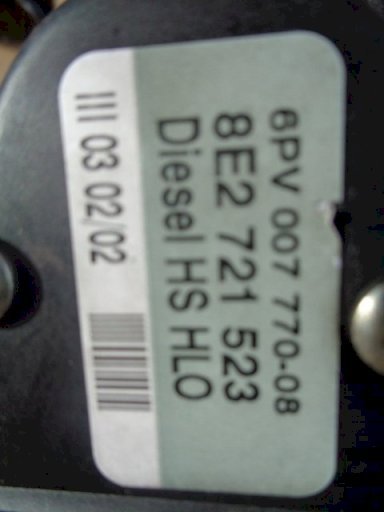 6PV 007 770-08
8E2 721 523
Diesel HS HLO
III 03 02/02